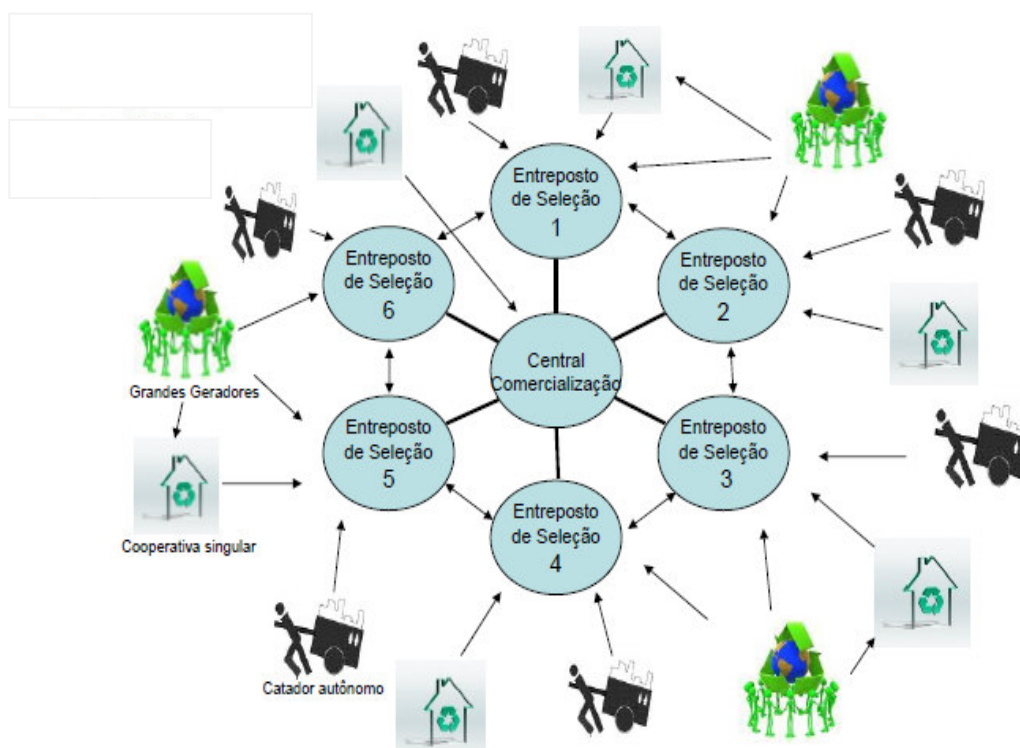 Entreposto
de Seleção
1
Entreposto
de Seleção
6
Entreposto
de Seleção
2
Central
Comercialização
Grandes Geradores
Entreposto
de Seleção
5
Entreposto
de Seleção
3
Entreposto
de Seleção
4
Cooperativa singular
Catador autônomo